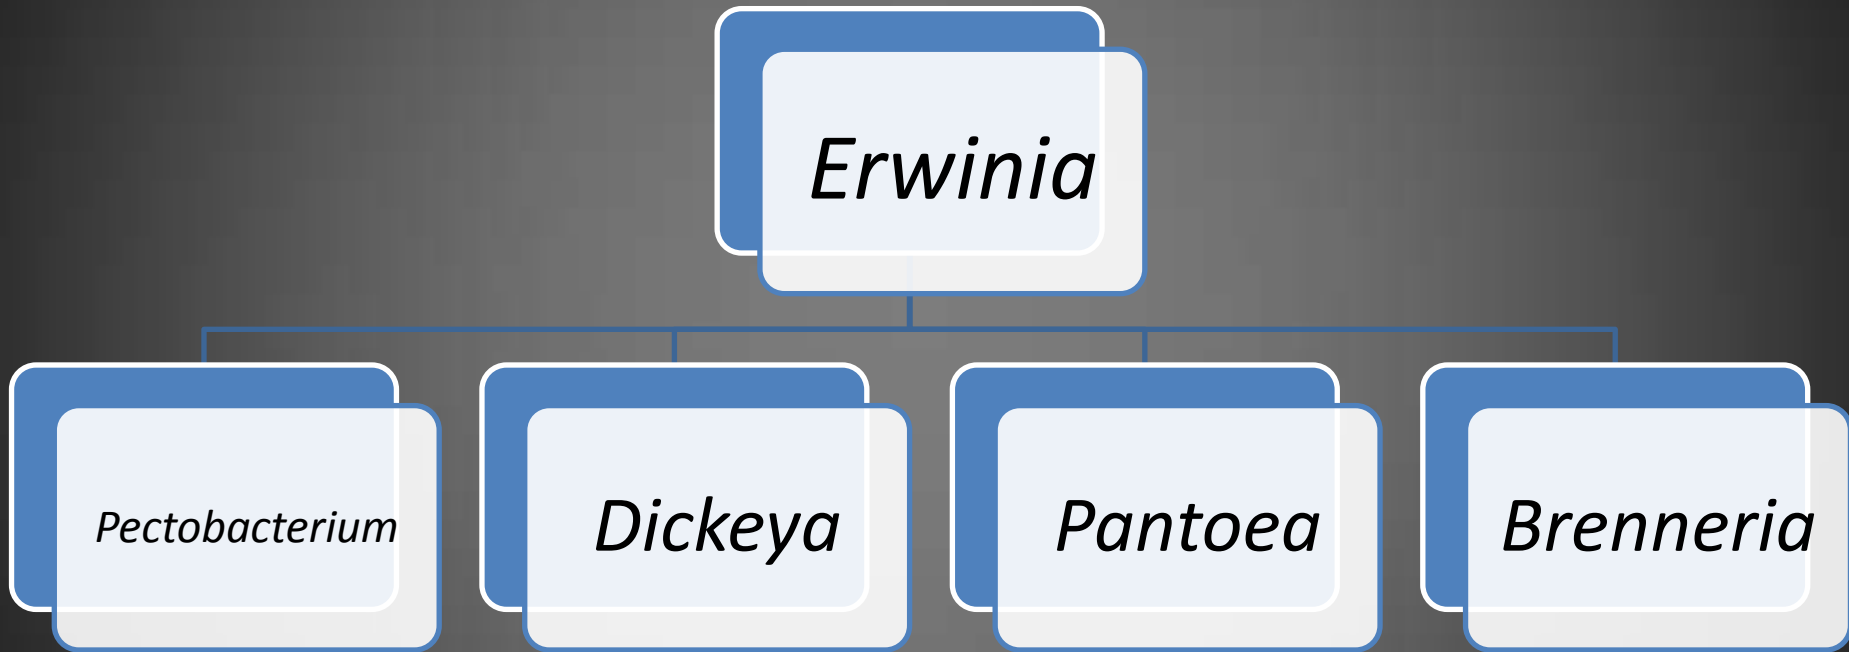 Erwinia
Pectobacterium
Dickeya
Pantoea
Brenneria